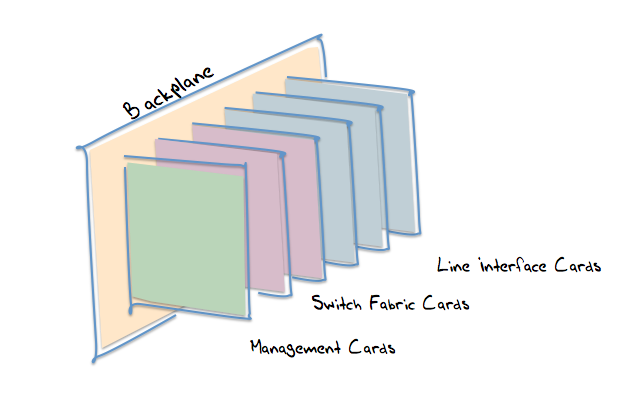 Backplane
Line interface Cards
Switch Fabric Cards
Management Cards